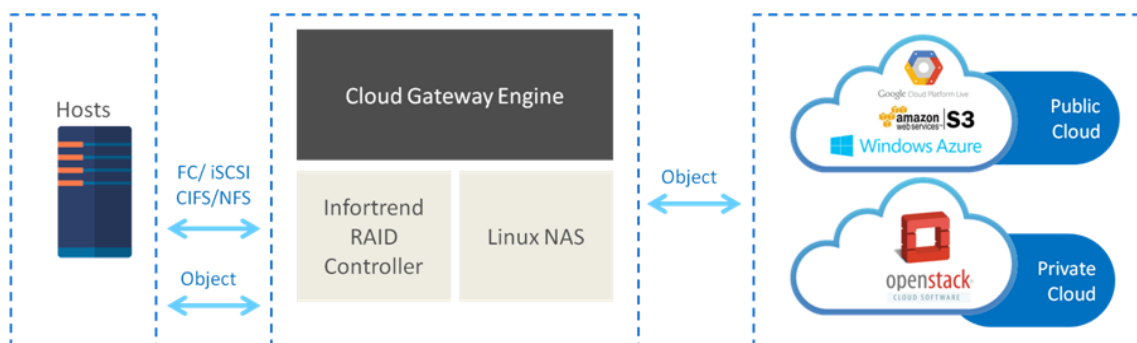 Hosts
FC/ iSCSI
CIFS/NFS
Object
Cloud Gateway Engine
Infortrend
RAID
Controller
Linux NAS
Object
Google Cloud Platform Live
amazon
web services™
S3
Windows Azure
Public
Cloud
openstack
CLOUD SOFTWARE
Private
Cloud